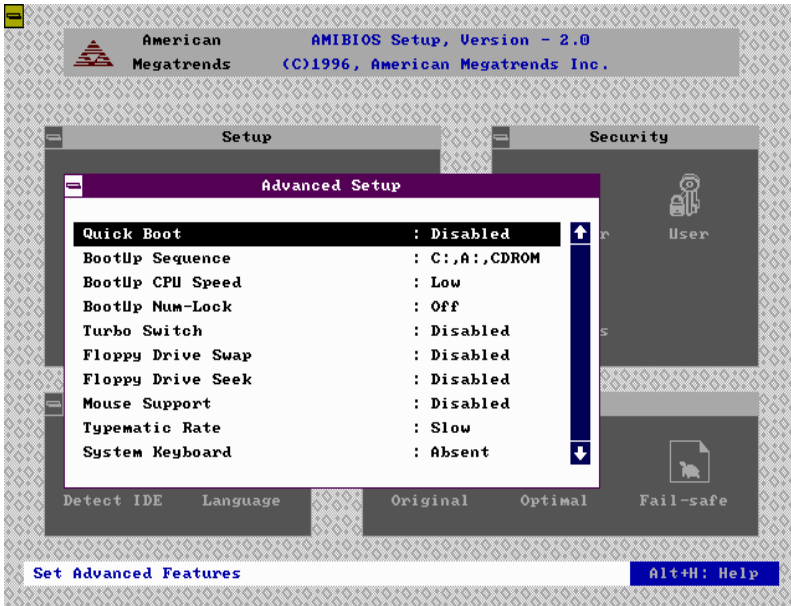 American
Megatrends
AMIBIOS Setup, Version - 2.0
(C)1996, American Megatrends Inc.
Setup
Security
Advanced Setup
Quick Boot : Disabled
BootUp Sequence : C:,A:,CDROM
BootUp CPU Speed : Low
BootUp Num-Lock : Off
Turbo Switch : Disabled
Floppy Drive Swap : Disabled
Floppy Drive Seek : Disabled
Mouse Support : Disabled
Typematic Rate : Slow
System Keyboard : Absent
User
Detect IDE
Language
Original
Optimal
Fail-safe
Set Advanced Features
Alt+H: Help